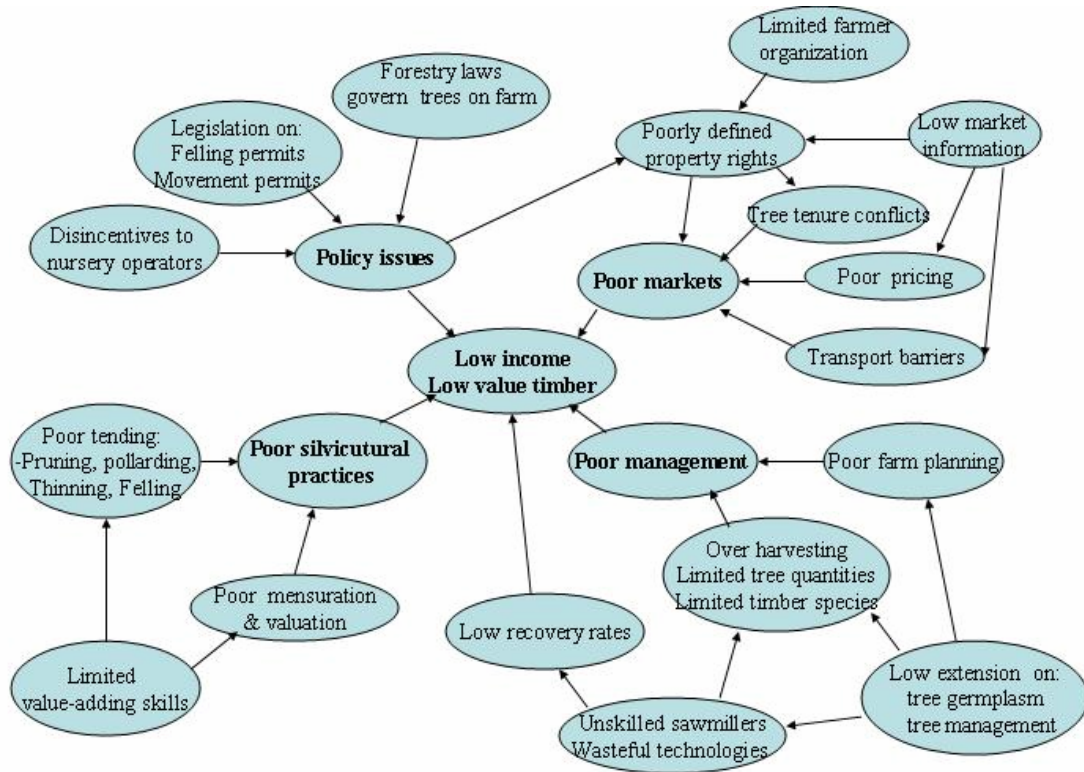 Limited farmer
organization
Forestry laws
govern trees on farm
Legislation on:
Felling permits
Movement permits
Poorly defined
property rights
Low market
information
Disincentives to
nursery operators
Policy issues
Tree tenure conflicts
Poor markets
Poor pricing
Low income
Low value timber
Transport barriers
Poor tending:
-Pruning, pollarding,
Thinning, Felling
Poor silvicutural
practices
Poor management
Poor farm planning
Over harvesting
Limited tree quantities
Limited timber species
Poor mensuration
& valuation
Low recovery rates
Limited
value-adding skills
Low extension on:
tree germplasm
tree management
Unskilled sawmillers
Wasteful technologies